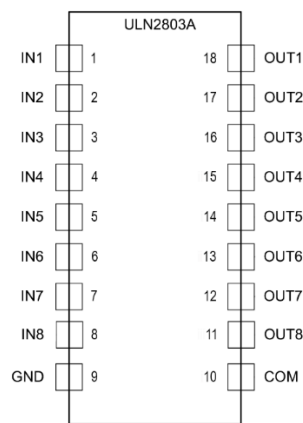 ULN2803A
IN1 1 18 OUT1
IN2 2 17 OUT2
IN3 3 16 OUT3
IN4 4 15 OUT4
IN5 5 14 OUT5
IN6 6 13 OUT6
IN7 7 12 OUT7
IN8 8 11 OUT8
GND 9 10 COM